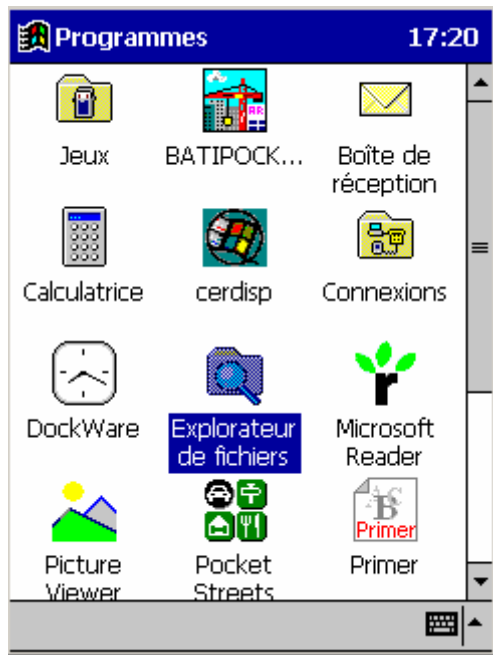 Programmes 17:20
Jeux BATIPOCK... Boîte de
réception
Calculatrice cerdisp Connexions
DockWare Explorateur Microsoft
de fichiers Reader
Primer
Picture Pocket Primer
Viewer Streets